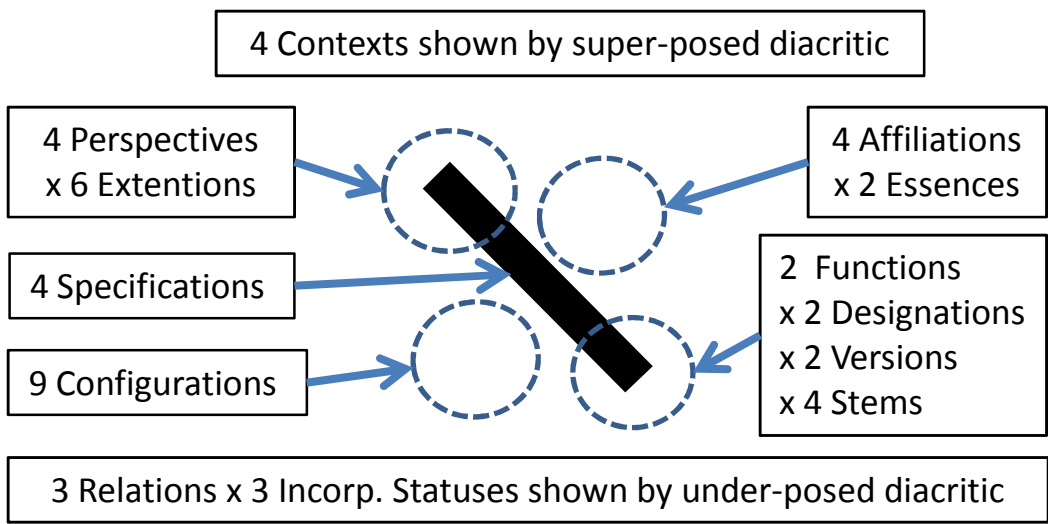 4 Contexts shown by super-posed diacritic
4 Perspectives
x 6 Extentions
4 Affiliations
x 2 Essences
4 Specifications
2 Functions
x 2 Designations
x 2 Versions
x 4 Stems
9 Configurations
3 Relations x 3 Incorp. Statuses shown by under-posed diacritic